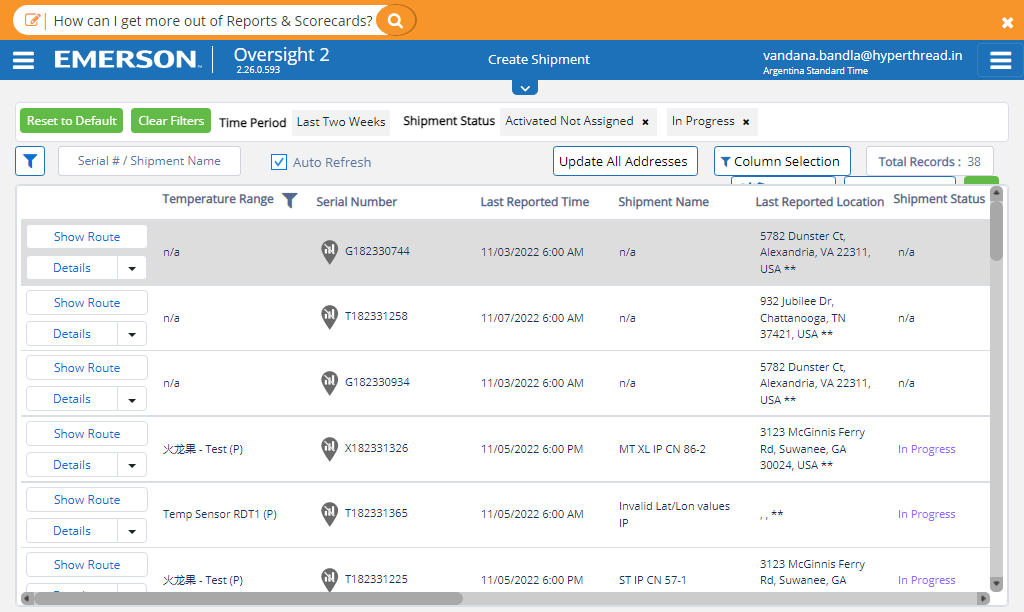 How can I get more out of Reports & Scorecards?
EMERSON
Oversight 2
2.26.0.593
Create Shipment
vandana.bandla@hyperthread.in
Argentina Standard Time
Reset to Default
Clear Filters
Time Period
Last Two Weeks
Shipment Status
Activated Not Assigned ×
In Progress ×
Serial # / Shipment Name
Auto Refresh
Update All Addresses
Column Selection
Total Records : 38
Temperature Range
Serial Number
Last Reported Time
Shipment Name
Last Reported Location
Shipment Status
Show Route
Details
n/a
G182330744
11/03/2022 6:00 AM
n/a
5782 Dunster Ct,
Alexandria, VA 22311,
USA **
n/a
Show Route
Details
n/a
T182331258
11/07/2022 6:00 AM
n/a
932 Jubilee Dr,
Chattanooga, TN
37421, USA **
n/a
Show Route
Details
n/a
G182330934
11/03/2022 6:00 AM
n/a
5782 Dunster Ct,
Alexandria, VA 22311,
USA **
n/a
Show Route
Details
火龙果 - Test (P)
X182331326
11/05/2022 6:00 PM
MT XL IP CN 86-2
3123 McGinnis Ferry
Rd, Suwanee, GA
30024, USA **
In Progress
Show Route
Details
Temp Sensor RDT1 (P)
T182331365
11/05/2022 6:00 AM
Invalid Lat/Lon values
IP
, , **
In Progress
Show Route
火龙果 - Test (P)
T182331225
11/05/2022 6:00 PM
ST IP CN 57-1
3123 McGinnis Ferry
Rd, Suwanee, GA
In Progress